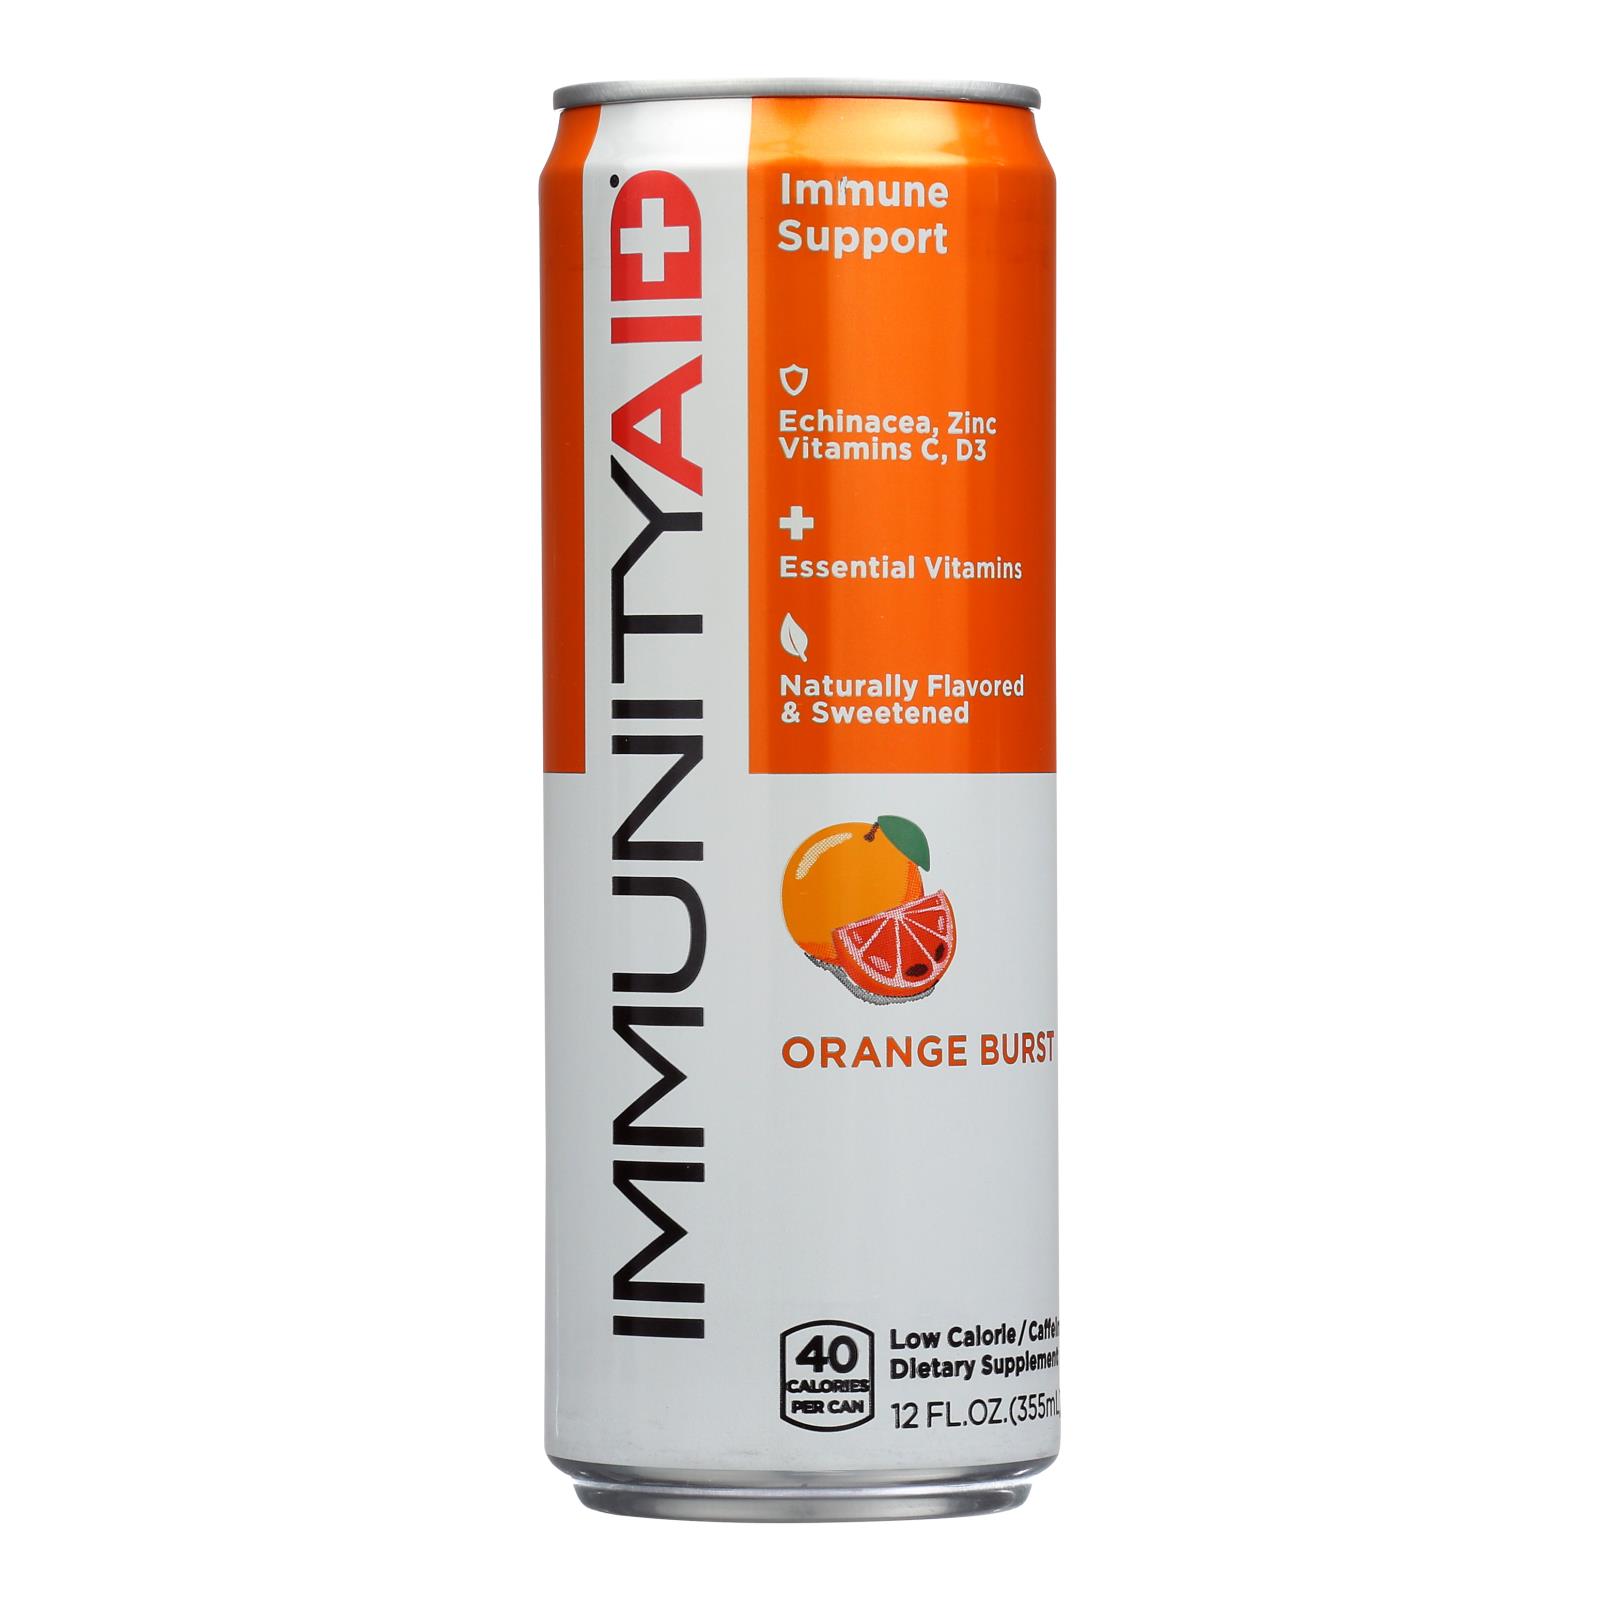 IMMUNITYAID
Immune
Support
Echinacea, Zinc
Vitamins C, D3
Essential Vitamins
Naturally Flavored
& Sweetened
ORANGE BURST
40
CALORIES
PER CAN
Low Calorie/
Dietary Supplement
12 FL.OZ.(355mL